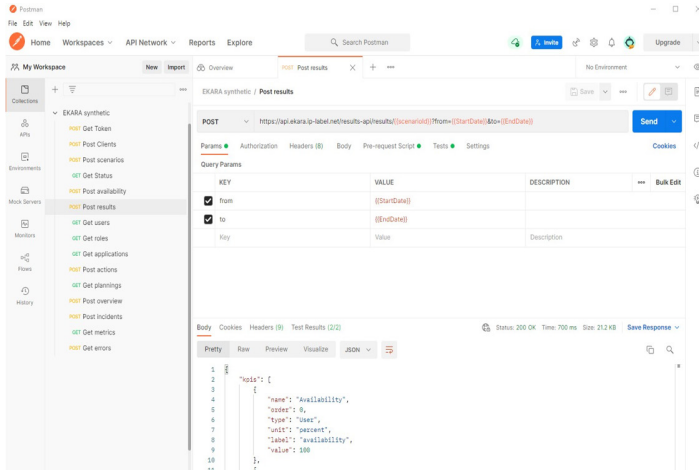 Postman
File Edit View Help
Home Workspaces API Network Reports Explore Search Postman Invite Upgrade
My Workspace New Import Overview POST Post results No Environment
Collections
APIs
Environments
Mock Servers
Monitors
Flows
History
EKARA synthetic
POST Get Token
POST Post Clients
POST Post scenarios
GET Get Status
POST Post availability
POST Post results
GET Get users
GET Get roles
GET Get applications
POST Post actions
GET Get plannings
POST Post overview
POST Post incidents
GET Get metrics
POST Get errors
EKARA synthetic / Post results Save
POST https://api.ekara.ip-label.net/results-api/results/{{scenarioId}}?from={{StartDate}}&to={{EndDate}} Send
Params Authorization Headers (8) Body Pre-request Script Tests Settings Cookies
Query Params
KEY VALUE DESCRIPTION Bulk Edit
from {{StartDate}}
to {{EndDate}}
Key Value Description
Body Cookies Headers (9) Test Results (2/2) Status: 200 OK Time: 700 ms Size: 21.2 KB Save Response
Pretty Raw Preview Visualize JSON
1 {
2 "kpis": [
3 {
4 "name": "Availability",
5 "order": 0,
6 "type": "User",
7 "unit": "percent",
8 "label": "availability",
9 "value": 100
10 },